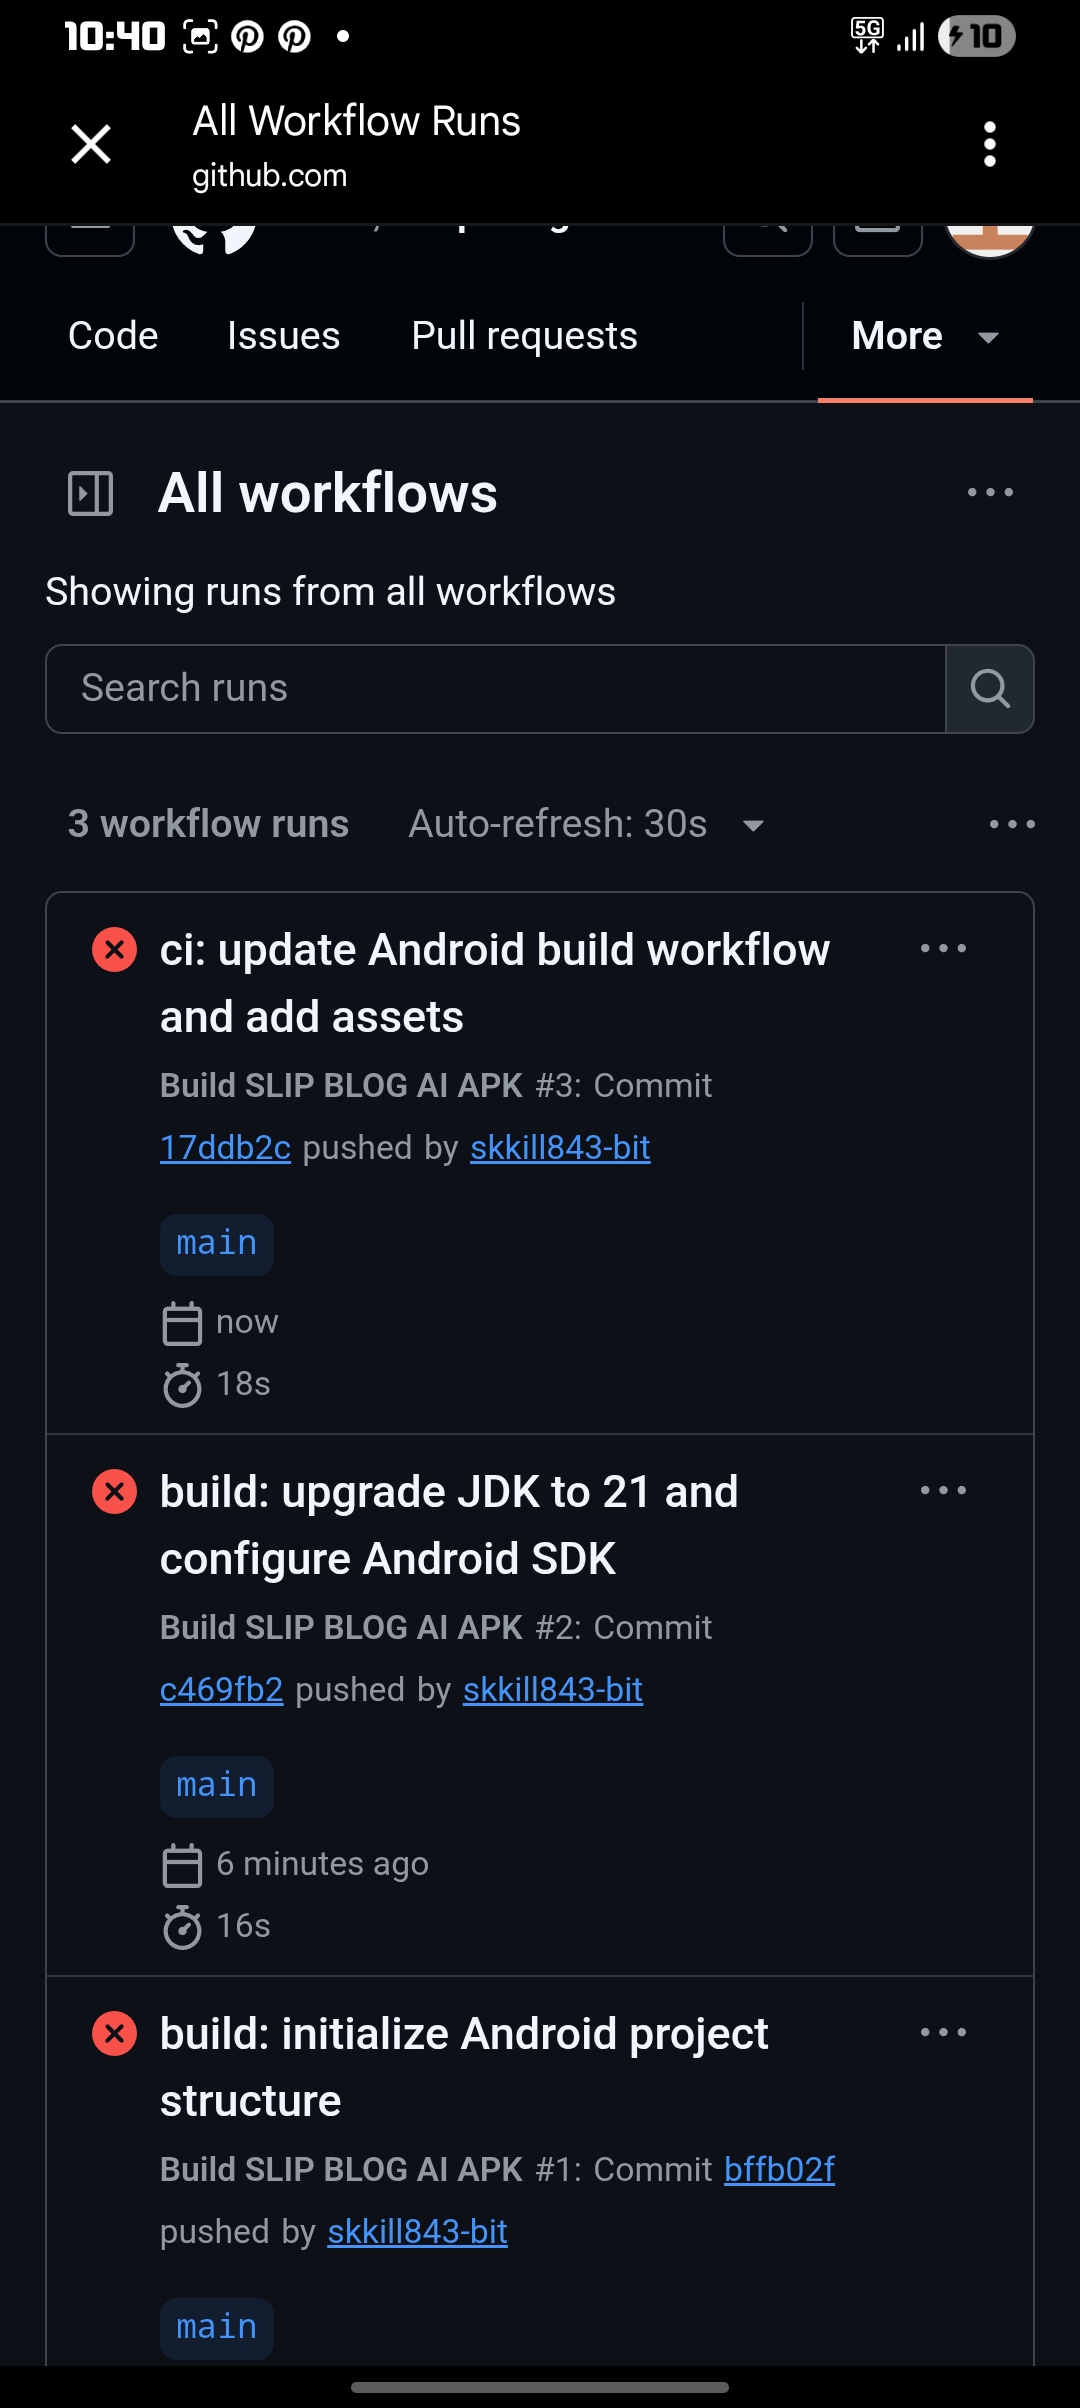 10:40
5G
10
All Workflow Runs
github.com
Code
Issues
Pull requests
More
All workflows
Showing runs from all workflows
Search runs
3 workflow runs
Auto-refresh: 30s
ci: update Android build workflow
and add assets
Build SLIP BLOG AI APK #3: Commit
17ddb2c pushed by skkill843-bit
main
now
18s
build: upgrade JDK to 21 and
configure Android SDK
Build SLIP BLOG AI APK #2: Commit
c469fb2 pushed by skkill843-bit
main
6 minutes ago
16s
build: initialize Android project
structure
Build SLIP BLOG AI APK #1: Commit bffb02f
pushed by skkill843-bit
main